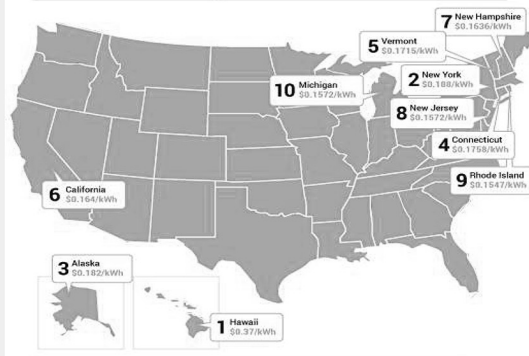 7 New Hampshire
$0.1636/kWh
5 Vermont
$0.1715/kWh
10 Michigan
$0.1572/kWh
2 New York
$0.188/kWh
8 New Jersey
$0.1572/kWh
4 Connecticut
$0.1758/kWh
9 Rhode Island
$0.1547/kWh
6 California
$0.164/kWh
3 Alaska
$0.182/kWh
1 Hawaii
$0.37/kWh